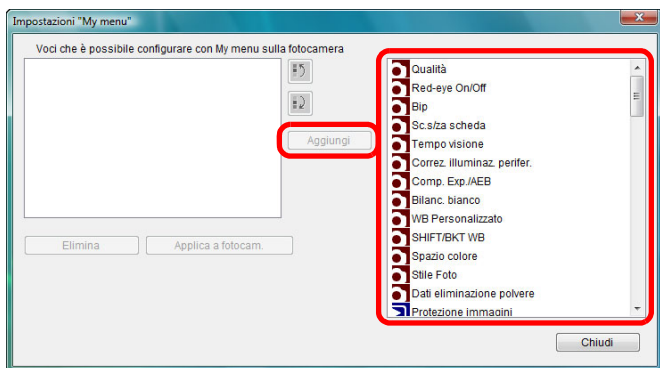 Impostazioni "My menu"
Voci che è possibile configurare con My menu sulla fotocamera
Aggiungi
Elimina
Applica a fotocam.
Qualità
Red-eye On/Off
Bip
Sc.s/za scheda
Tempo visione
Correz. illuminaz. perifer.
Comp. Exp./AEB
Bilanc. bianco
WB Personalizzato
SHIFT/BKT WB
Spazio colore
Stile Foto
Dati eliminazione polvere
Protezione immagini
Chiudi